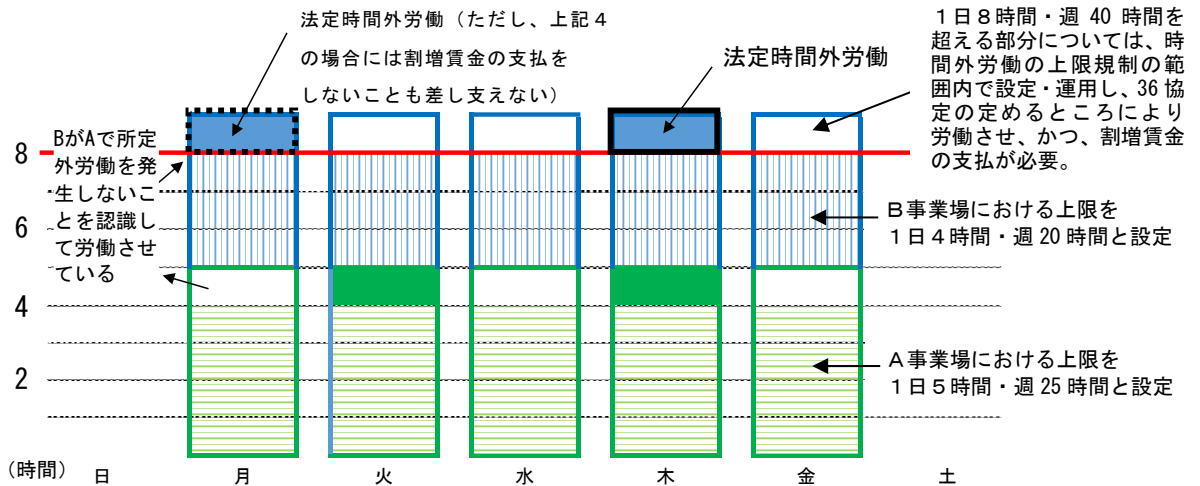 法定時間外労働（ただし、上記４
の場合には割増賃金の支払を
しないことも差し支えない）
法定時間外労働
１日８時間・週 40 時間を
超える部分については、時
間外労働の上限規制の範
囲内で設定・運用し、36 協
定の定めるところにより
労働させ、かつ、割増賃金
の支払が必要。
BがAで所定
外労働を発
生しないこ
とを認識し
て労働させ
ている
8
6
4
2
Ｂ事業場における上限を
１日４時間・週 20 時間と設定
Ａ事業場における上限を
１日５時間・週 25 時間と設定
（時間）
日 月 火 水 木 金 土